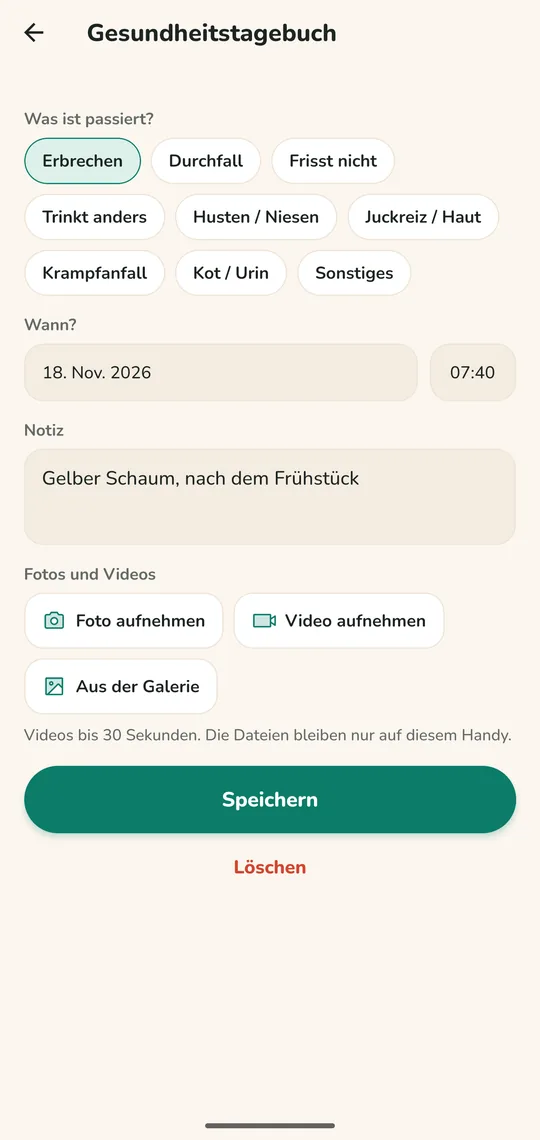 Gesundheitstagebuch
Was ist passiert?
Erbrechen Durchfall Frisst nicht
Trinkt anders Husten / Niesen Juckreiz / Haut
Krampfanfall Kot / Urin Sonstiges
Wann?
18. Nov. 2026 07:40
Notiz
Gelber Schaum, nach dem Frühstück
Fotos und Videos
Foto aufnehmen Video aufnehmen
Aus der Galerie
Videos bis 30 Sekunden. Die Dateien bleiben nur auf diesem Handy.
Speichern
Löschen